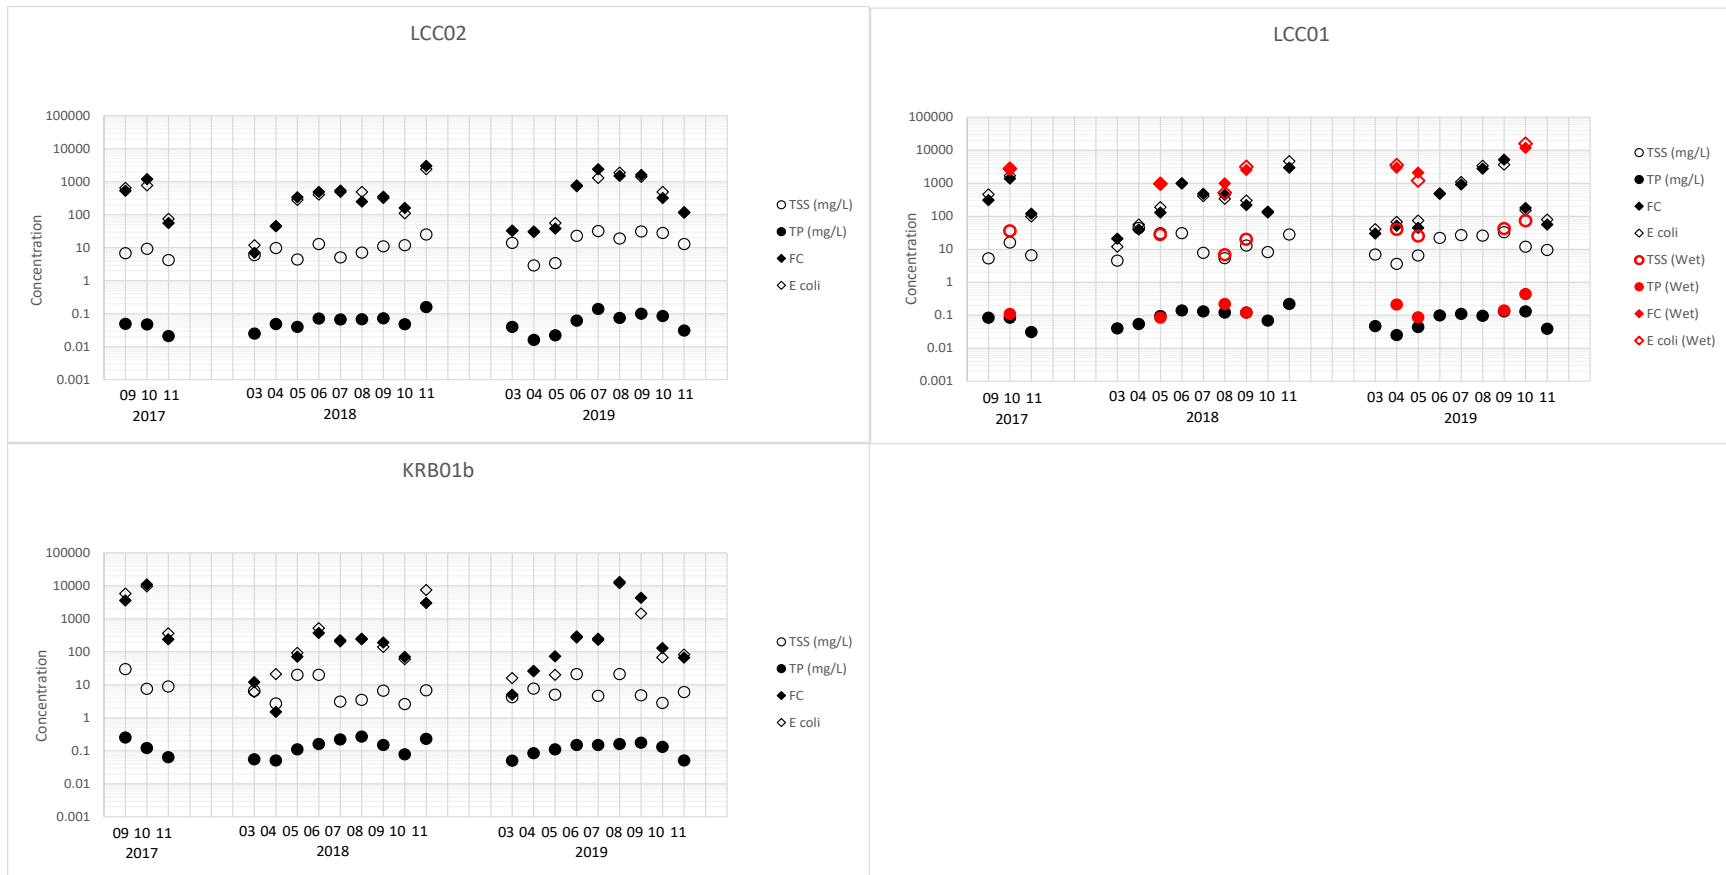 LCC02
100000
10000
1000
100
10
1
0.1
0.01
0.001
Concentration
09 10 11 03 04 05 06 07 08 09 10 11 03 04 05 06 07 08 09 10 11
2017 2018 2019
TSS (mg/L)
TP (mg/L)
FC
E coli
LCC01
100000
10000
1000
100
10
1
0.1
0.01
0.001
Concentration
09 10 11 03 04 05 06 07 08 09 10 11 03 04 05 06 07 08 09 10 11
2017 2018 2019
TSS (mg/L)
TP (mg/L)
FC
E coli
TSS (Wet)
TP (Wet)
FC (Wet)
E coli (Wet)
KRB01b
100000
10000
1000
100
10
1
0.1
0.01
0.001
Concentration
09 10 11 03 04 05 06 07 08 09 10 11 03 04 05 06 07 08 09 10 11
2017 2018 2019
TSS (mg/L)
TP (mg/L)
FC
E coli